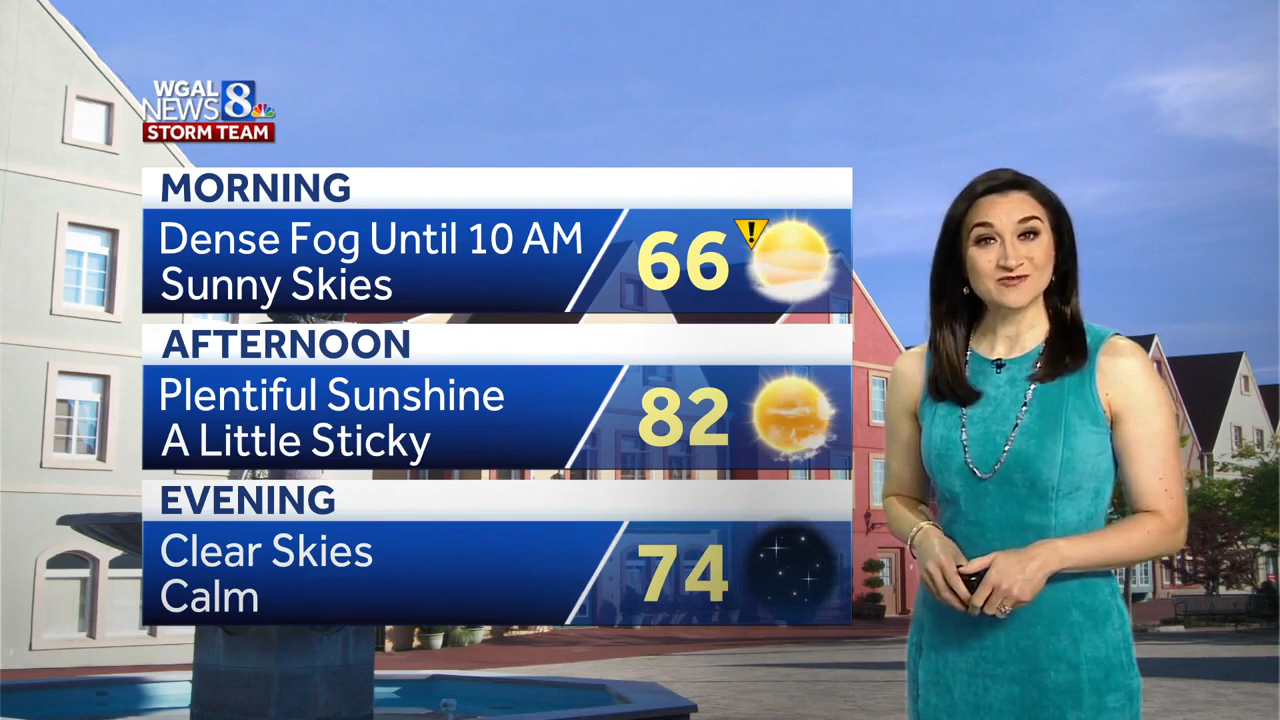 WGAL
NEWS 8
STORM TEAM
MORNING
Dense Fog Until 10 AM
Sunny Skies
66
!
AFTERNOON
Plentiful Sunshine
A Little Sticky
82
EVENING
Clear Skies
Calm
74